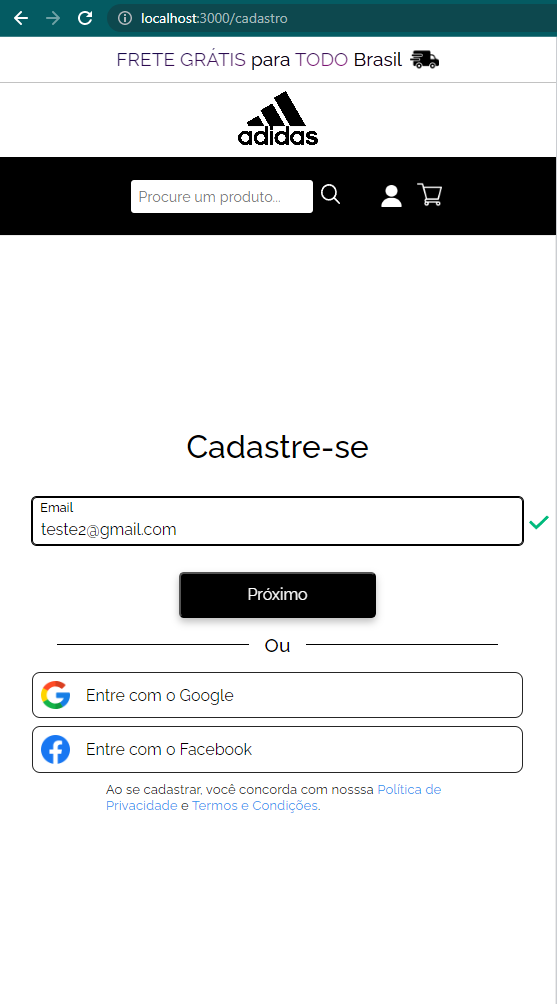 localhost:3000/cadastro
FRETE GRÁTIS para TODO Brasil
adidas
Procure um produto...
Cadastre-se
Email
teste2@gmail.com
Próximo
Ou
Entre com o Google
Entre com o Facebook
Ao se cadastrar, você concorda com nosssa Política de
Privacidade e Termos e Condições.